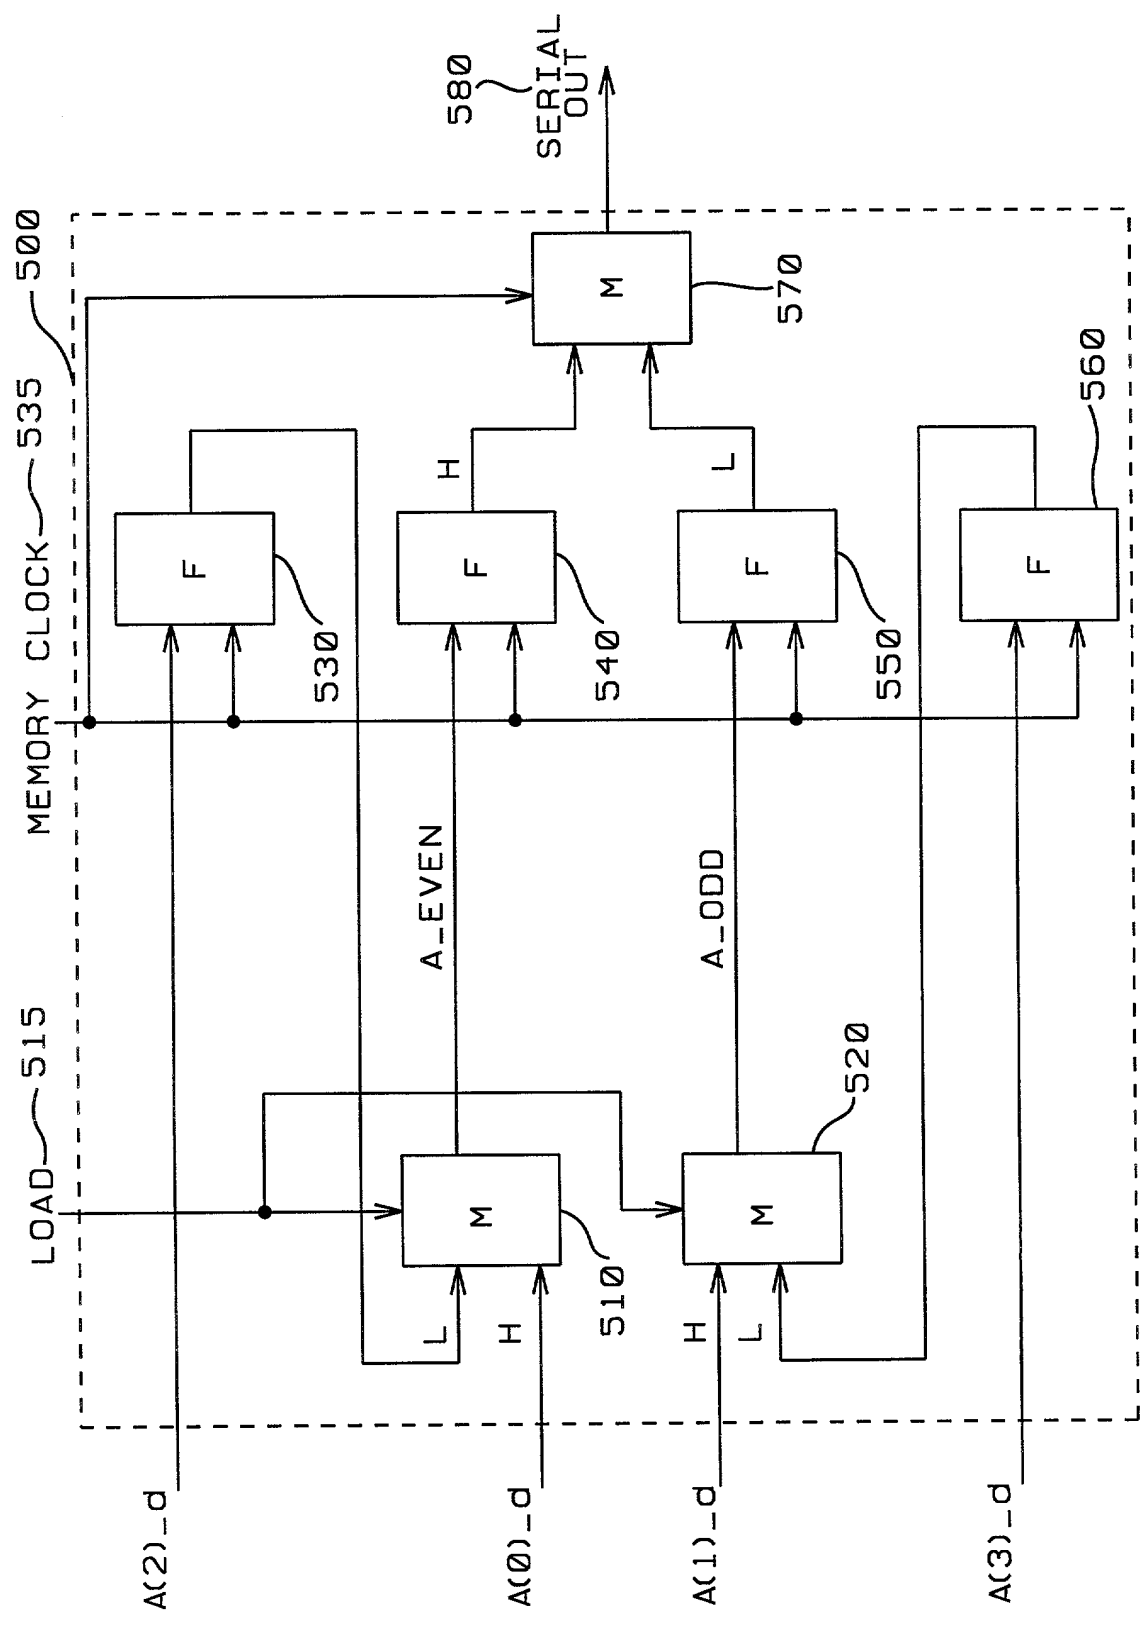 LOAD 515
MEMORY CLOCK 535
500
580
SERIAL
OUT
A(2)_d
F
530
L
H
A(0)_d
M
510
A_EVEN
F
540
H
M
570
H
L
A(1)_d
M
520
A_ODD
F
550
L
A(3)_d
F
560